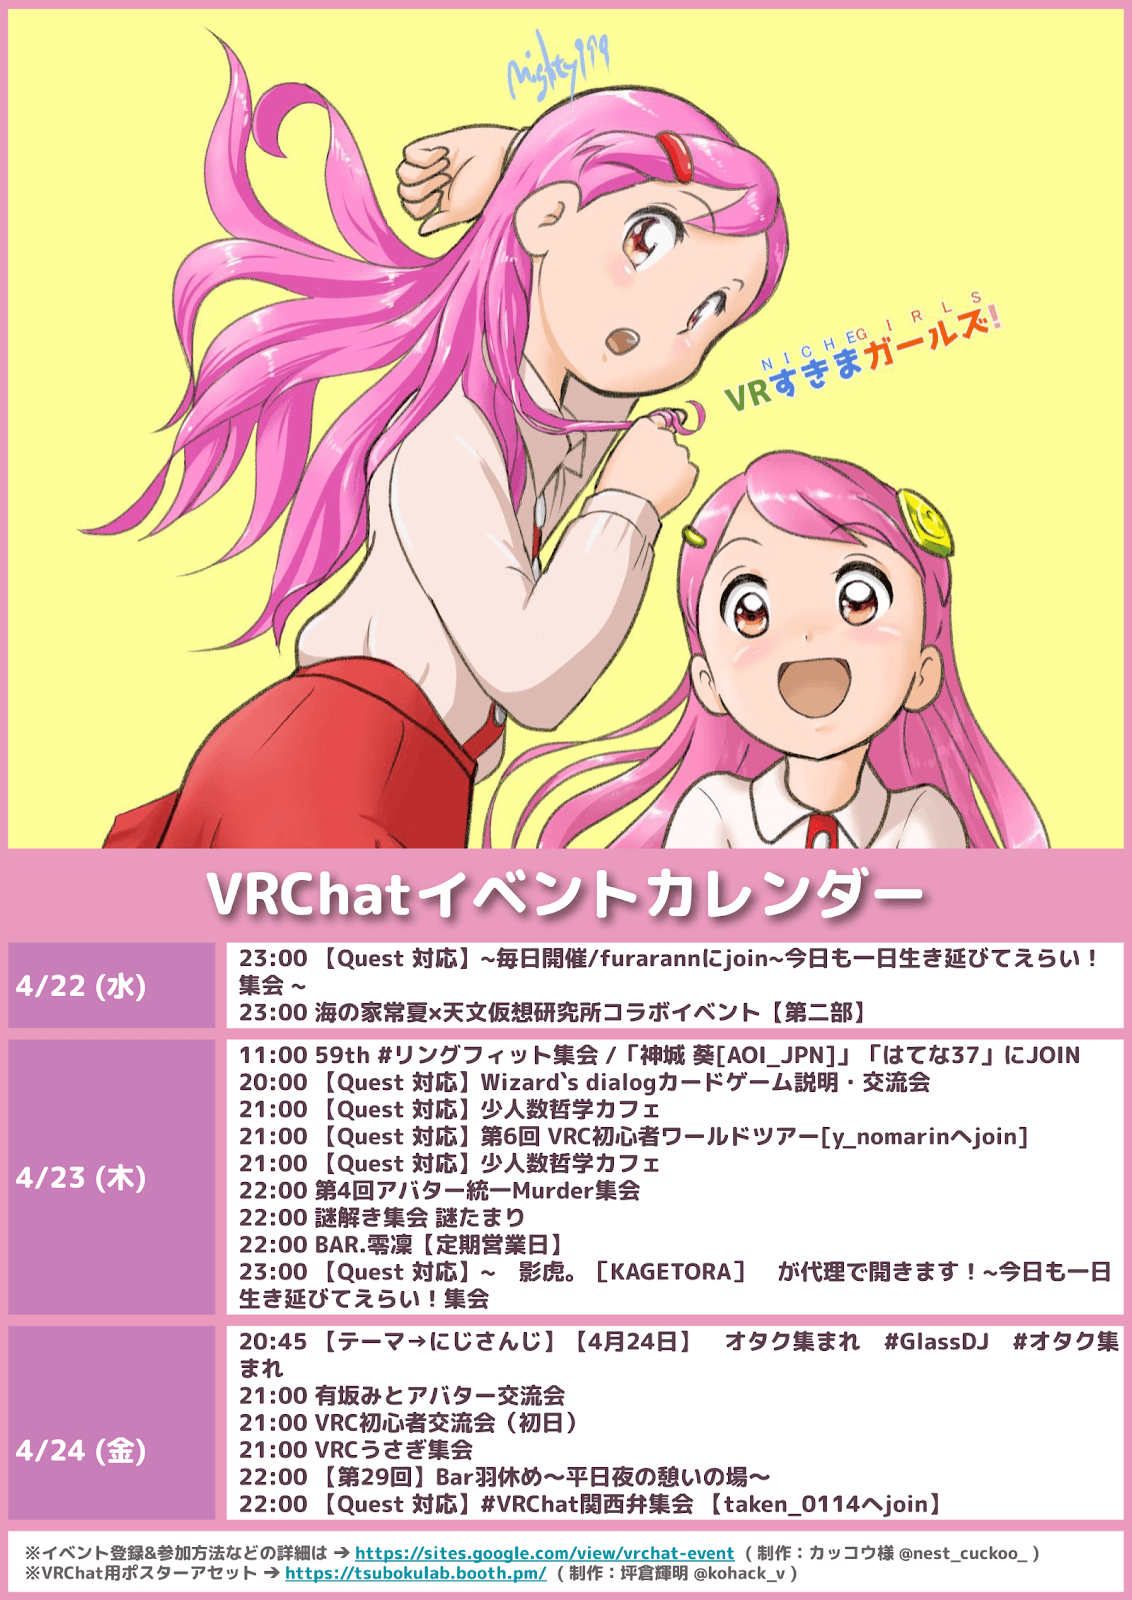 Mighty999
NICHE GIRLS
VRすきまガールズ!
VRChatイベントカレンダー
4/22 (水)
23:00 【Quest 対応】~毎日開催/furarannにjoin~今日も一日生き延びてえらい！
集会 ~
23:00 海の家常夏×天文仮想研究所コラボイベント【第二部】
4/23 (木)
11:00 59th #リングフィット集会 /「神城 葵[AOI_JPN]」「はてな37」にJOIN
20:00 【Quest 対応】Wizard`s dialogカードゲーム説明・交流会
21:00 【Quest 対応】少人数哲学カフェ
21:00 【Quest 対応】第6回 VRC初心者ワールドツアー[y_nomarinへjoin]
21:00 【Quest 対応】少人数哲学カフェ
22:00 第4回アバター統一Murder集会
22:00 謎解き集会 謎たまり
22:00 BAR.零凜【定期営業日】
23:00 【Quest 対応】~　影虎。［KAGETORA］　が代理で開きます！~今日も一日
生き延びてえらい！集会
4/24 (金)
20:45 【テーマ→にじさんじ】【4月24日】　オタク集まれ　#GlassDJ　#オタク集
まれ
21:00 有坂みとアバター交流会
21:00 VRC初心者交流会（初日）
21:00 VRCうさぎ集会
22:00 【第29回】Bar羽休め～平日夜の憩いの場～
22:00 【Quest 対応】#VRChat関西弁集会 【taken_0114へjoin】
※イベント登録&参加方法などの詳細は ➔ https://sites.google.com/view/vrchat-event ( 制作：カッコウ様 @nest_cuckoo_ )
※VRChat用ポスターアセット ➔ https://tsubokulab.booth.pm/ ( 制作：坪倉輝明 @kohack_v )